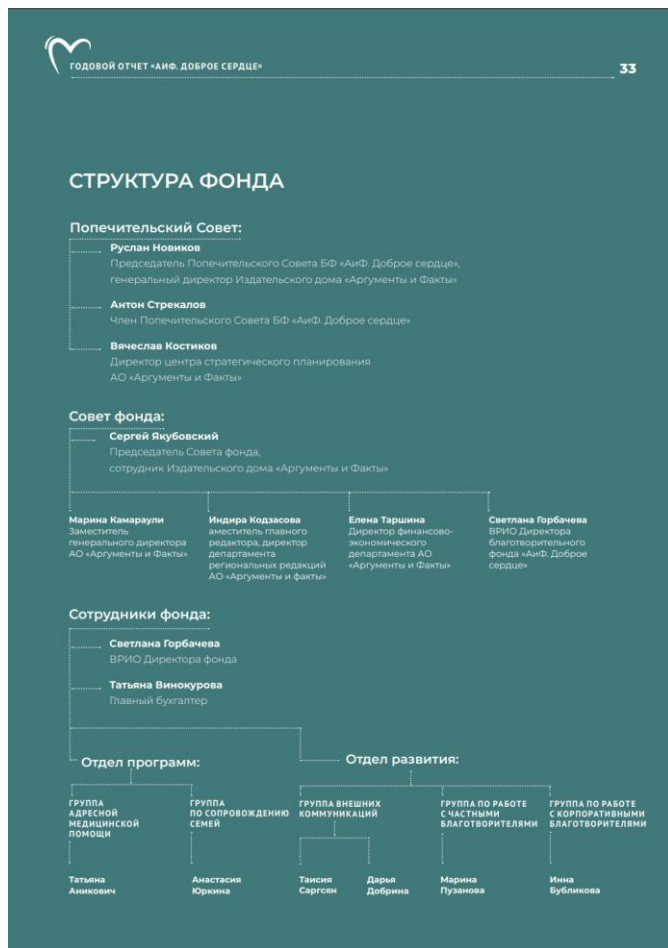 ГОДОВОЙ ОТЧЕТ «АИФ. ДОБРОЕ СЕРДЦЕ»
33
СТРУКТУРА ФОНДА
Попечительский Совет:
Руслан Новиков
Председатель Попечительского Совета БФ «АиФ. Доброе сердце»,
генеральный директор Издательского дома «Аргументы и Факты»
Антон Стрекалов
Член Попечительского Совета БФ «АиФ. Доброе сердце»
Вячеслав Костиков
Директор центра стратегического планирования
АО «Аргументы и Факты»
Совет фонда:
Сергей Якубовский
Председатель Совета фонда,
сотрудник Издательского дома «Аргументы и Факты»
Марина Камараули
Заместитель
генерального директора
АО «Аргументы и Факты»
Индира Кодзасова
аместитель главного
редактора, директор
департамента
региональных редакций
АО «Аргументы и факты»
Елена Таршина
Директор финансово-
экономического
департамента АО
«Аргументы и Факты»
Светлана Горбачева
ВРИО Директора
благотворительного
фонда «АиФ. Доброе
сердце»
Сотрудники фонда:
Светлана Горбачева
ВРИО Директора фонда
Татьяна Винокурова
Главный бухгалтер
Отдел программ:
Отдел развития:
ГРУППА
АДРЕСНОЙ
МЕДИЦИНСКОЙ
ПОМОЩИ
ГРУППА
ПО СОПРОВОЖДЕНИЮ
СЕМЕЙ
ГРУППА ВНЕШНИХ
КОММУНИКАЦИЙ
ГРУППА ПО РАБОТЕ
С ЧАСТНЫМИ
БЛАГОТВОРИТЕЛЯМИ
ГРУППА ПО РАБОТЕ
С КОРПОРАТИВНЫМИ
БЛАГОТВОРИТЕЛЯМИ
Татьяна
Аникович
Анастасия
Юркина
Таисия
Саргсян
Дарья
Добрина
Марина
Пузанова
Инна
Бубликова